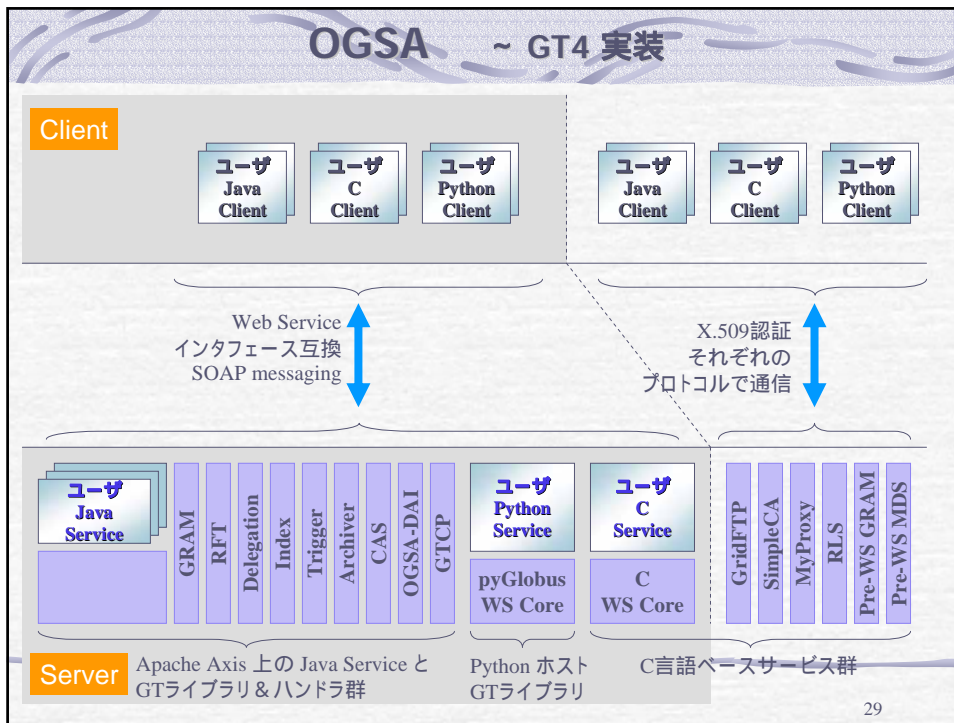 OGSA ~ GT4 実装
Client
ユーザ
Java
Client
ユーザ
C
Client
ユーザ
Python
Client
ユーザ
Java
Client
ユーザ
C
Client
ユーザ
Python
Client
Web Service
インタフェース互換
SOAP messaging
X.509認証
それぞれの
プロトコルで通信
ユーザ
Java
Service
GRAM
RFT
Delegation
Index
Trigger
Archiver
CAS
OGSA-DAI
GTCP
ユーザ
Python
Service
pyGlobus
WS Core
ユーザ
C
Service
C
WS Core
GridFTP
SimpleCA
MyProxy
RLS
Pre-WS GRAM
Pre-WS MDS
Server
Apache Axis 上の Java Service と
GTライブラリ&ハンドラ群
Python ホスト
GTライブラリ
C言語ベースサービス群
29